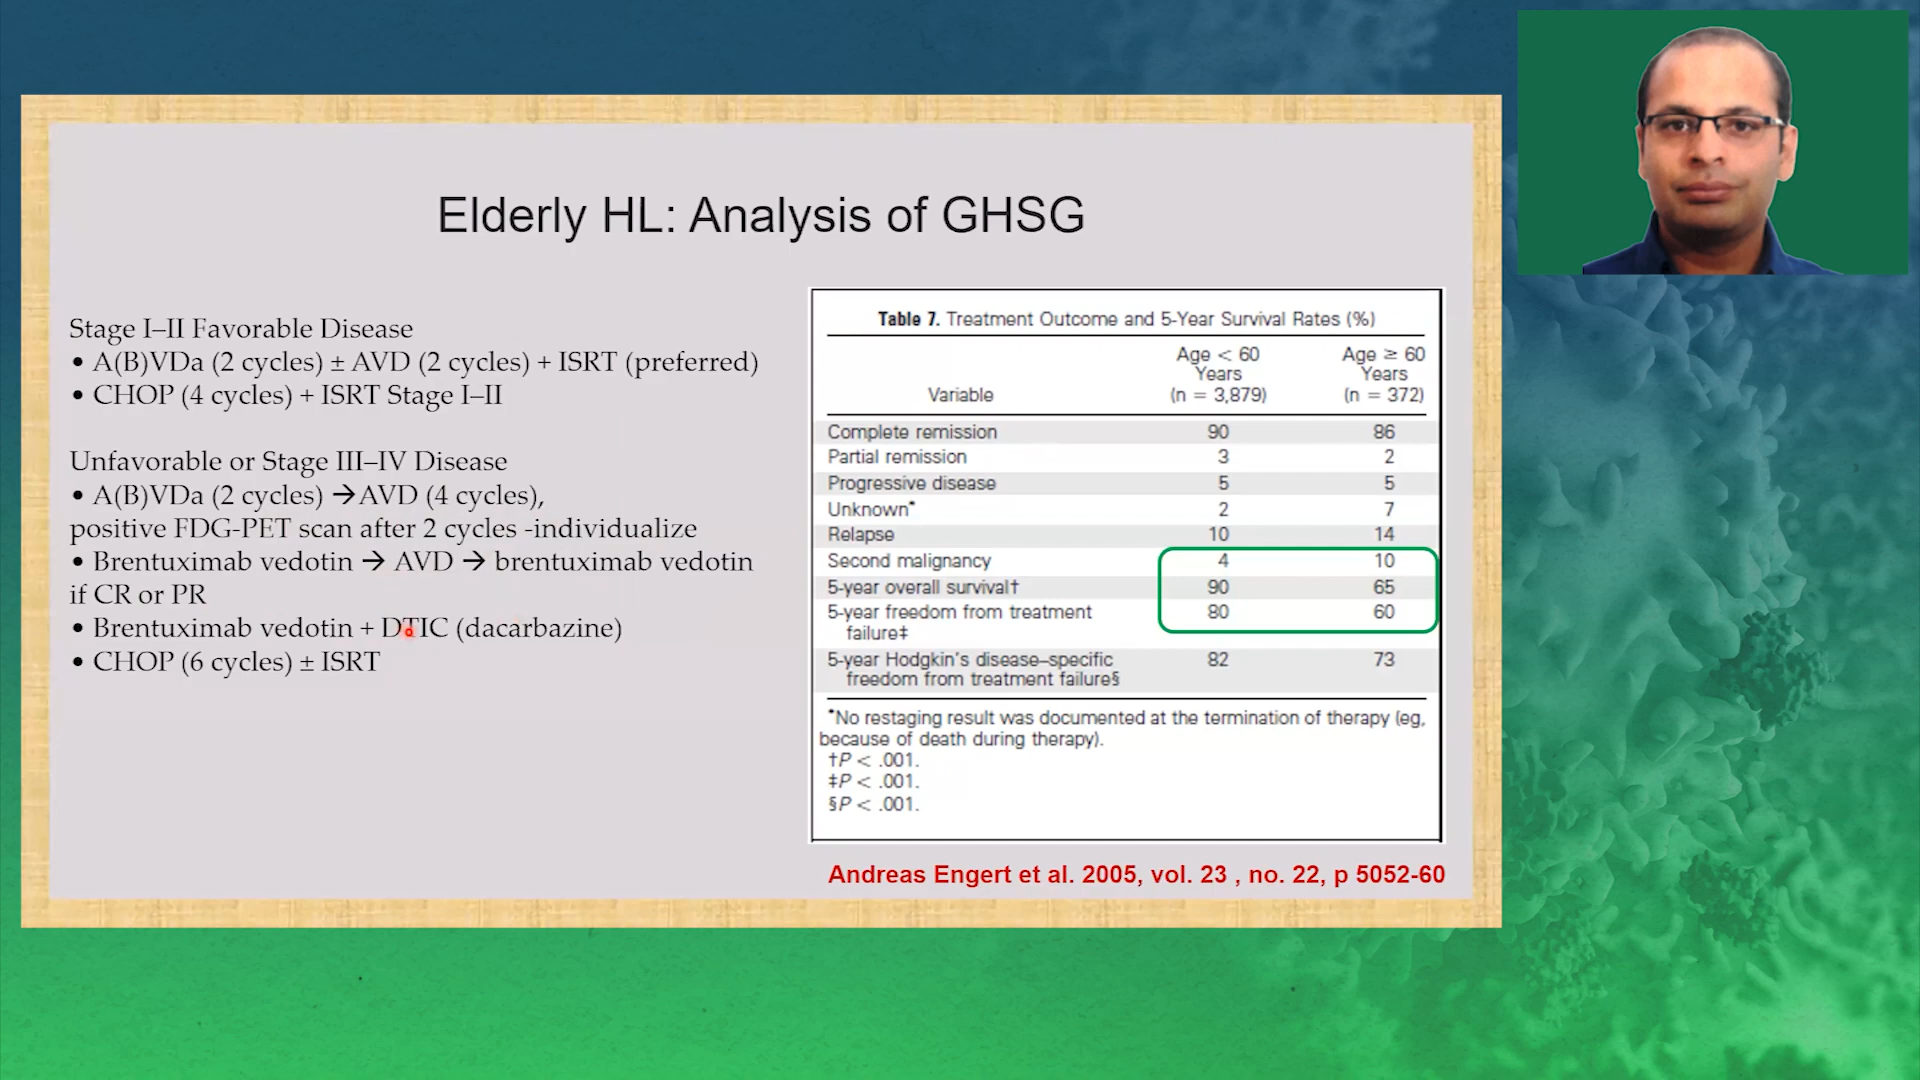 Elderly HL: Analysis of GHSG
Stage I–II Favorable Disease
• A(B)VDa (2 cycles) ± AVD (2 cycles) + ISRT (preferred)
• CHOP (4 cycles) + ISRT Stage I–II
Unfavorable or Stage III–IV Disease
• A(B)VDa (2 cycles) →AVD (4 cycles),
positive FDG-PET scan after 2 cycles -individualize
• Brentuximab vedotin → AVD → brentuximab vedotin
if CR or PR
• Brentuximab vedotin + DTIC (dacarbazine)
• CHOP (6 cycles) ± ISRT
Table 7. Treatment Outcome and 5-Year Survival Rates (%)
Variable Age < 60 Years (n = 3,879) Age ≥ 60 Years (n = 372)
Complete remission 90 86
Partial remission 3 2
Progressive disease 5 5
Unknown* 2 7
Relapse 10 14
Second malignancy 4 10
5-year overall survival† 90 65
5-year freedom from treatment 80 60
failure‡
5-year Hodgkin's disease–specific 82 73
freedom from treatment failure§
*No restaging result was documented at the termination of therapy (eg,
because of death during therapy).
†P < .001.
‡P < .001.
§P < .001.
Andreas Engert et al. 2005, vol. 23 , no. 22, p 5052-60